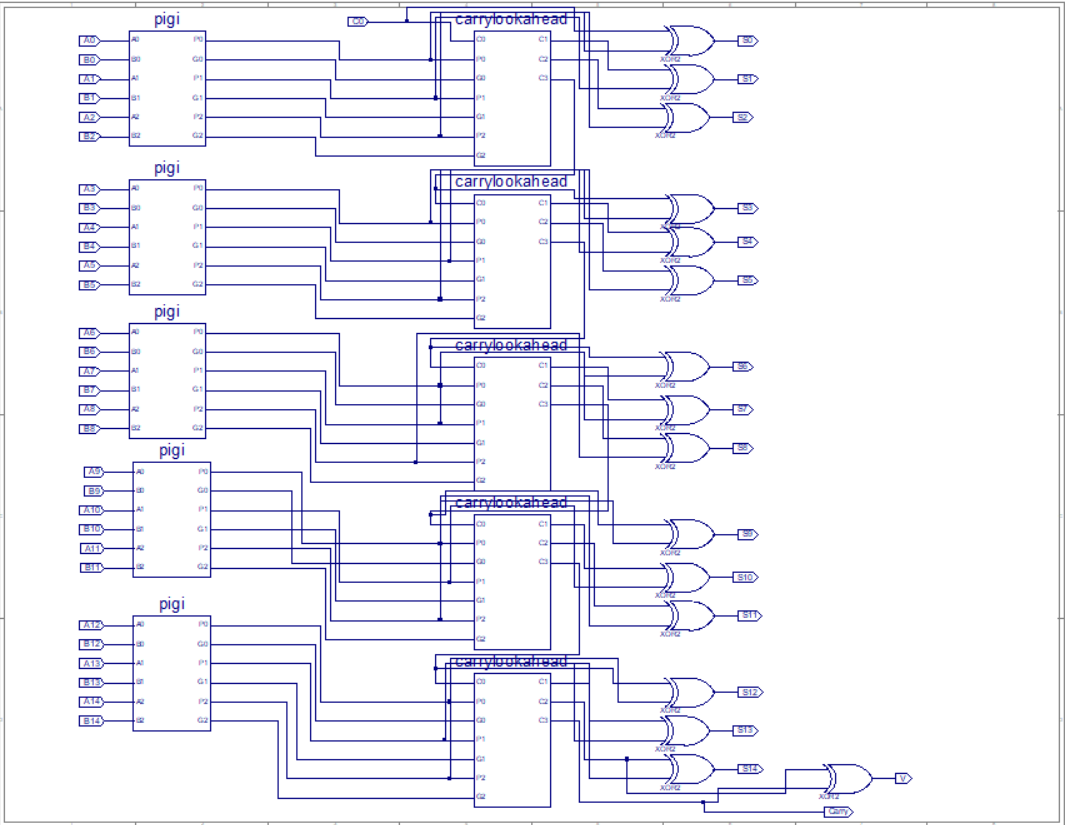 pigi C0 carrylookahead
A0 A0 P0 C0 C1 S0
B0 B0 G0 P0 C2 XOR2
A1 A1 P1 G0 C3 S1
B1 B1 G1 P1 XOR2
A2 A2 P2 G1 S2
B2 B2 G2 P2 XOR2
G2
pigi carrylookahead
A3 A0 P0 C0 C1 S3
B3 B0 G0 P0 C2 XOR2
A4 A1 P1 G0 C3 S4
B4 B1 G1 P1 XOR2
A5 A2 P2 G1 S5
B5 B2 G2 P2 XOR2
G2
pigi carrylookahead
A6 A0 P0 C0 C1 S6
B6 B0 G0 P0 C2 XOR2
A7 A1 P1 G0 C3 S7
B7 B1 G1 P1 XOR2
A8 A2 P2 G1 S8
B8 B2 G2 P2 XOR2
G2
pigi carrylookahead
A9 A0 P0 C0 C1 S9
B9 B0 G0 P0 C2 XOR2
A10 A1 P1 G0 C3 S10
B10 B1 G1 P1 XOR2
A11 A2 P2 G1 S11
B11 B2 G2 P2 XOR2
G2
pigi carrylookahead
A12 A0 P0 C0 C1 S12
B12 B0 G0 P0 C2 XOR2
A13 A1 P1 G0 C3 S13
B13 B1 G1 P1 XOR2
A14 A2 P2 G1 S14
B14 B2 G2 P2 XOR2 V
G2 XOR2
Carry